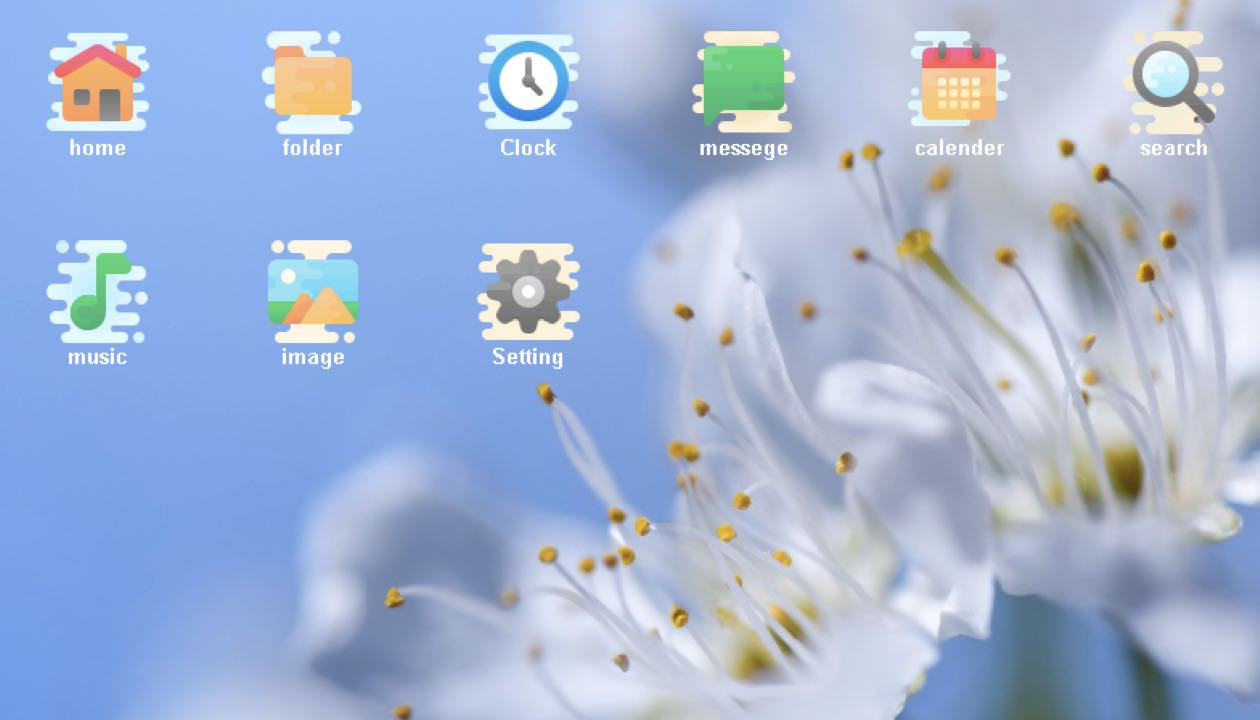 home
folder
Clock
messege
calender
search
music
image
Setting